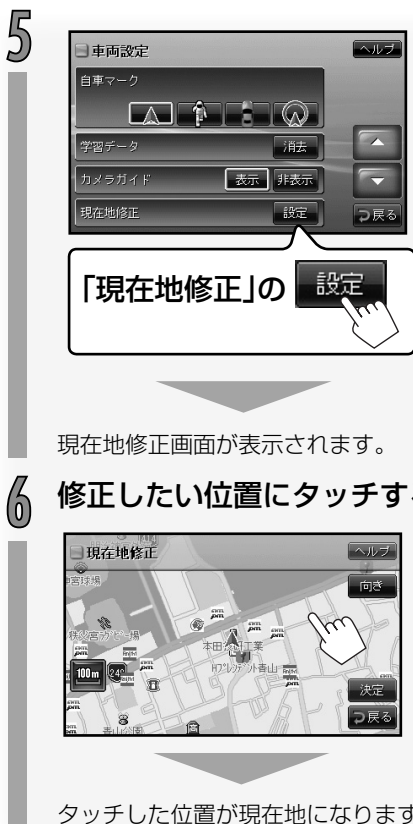 5
車両設定
ヘルプ
自車マーク
学習データ
消去
カメラガイド
表示
非表示
現在地修正
設定
戻る
「現在地修正」の 設定
現在地修正画面が表示されます。
6
修正したい位置にタッチする
現在地修正
ヘルプ
向き
100m
決定
戻る
タッチした位置が現在地になります